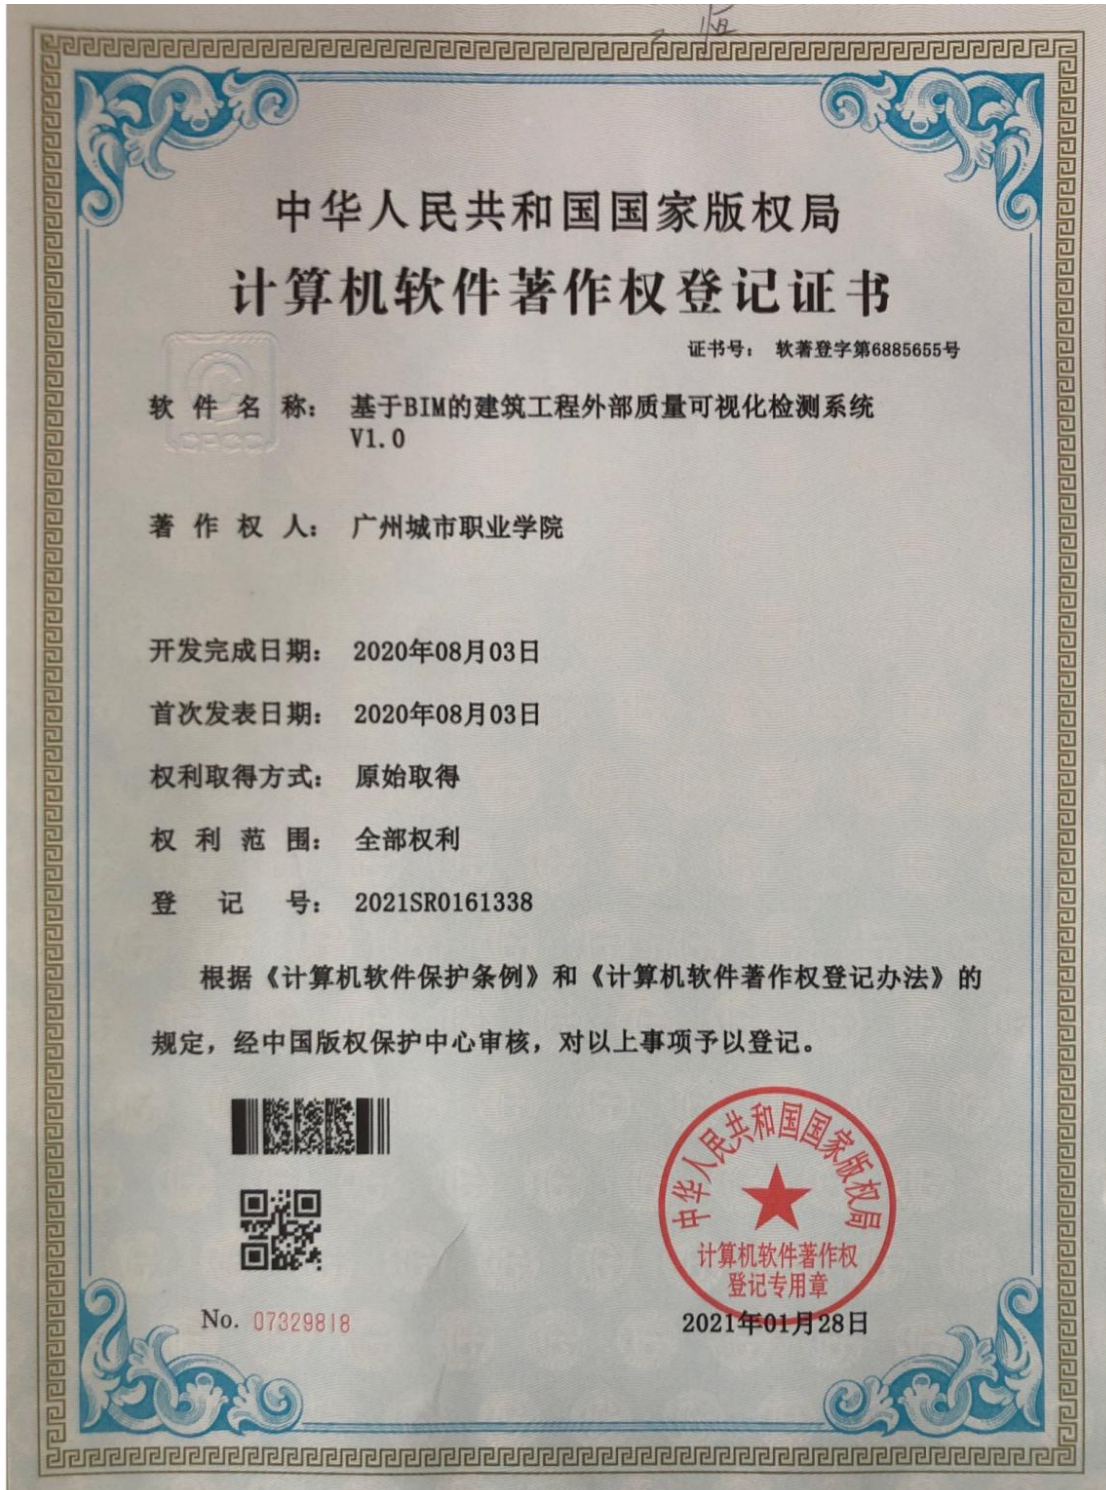 恒
中华人民共和国国家版权局
计算机软件著作权登记证书
证书号： 软著登字第6885655号
软件名称： 基于BIM的建筑工程外部质量可视化检测系统
V1.0
CPCC
著作权人： 广州城市职业学院
开发完成日期： 2020年08月03日
首次发表日期： 2020年08月03日
权利取得方式： 原始取得
权利范围： 全部权利
登记号： 2021SR0161338
根据《计算机软件保护条例》和《计算机软件著作权登记办法》的
规定，经中国版权保护中心审核，对以上事项予以登记。
中华人民共和国国家版权局
计算机软件著作权
登记专用章
No. 07329818
2021年01月28日